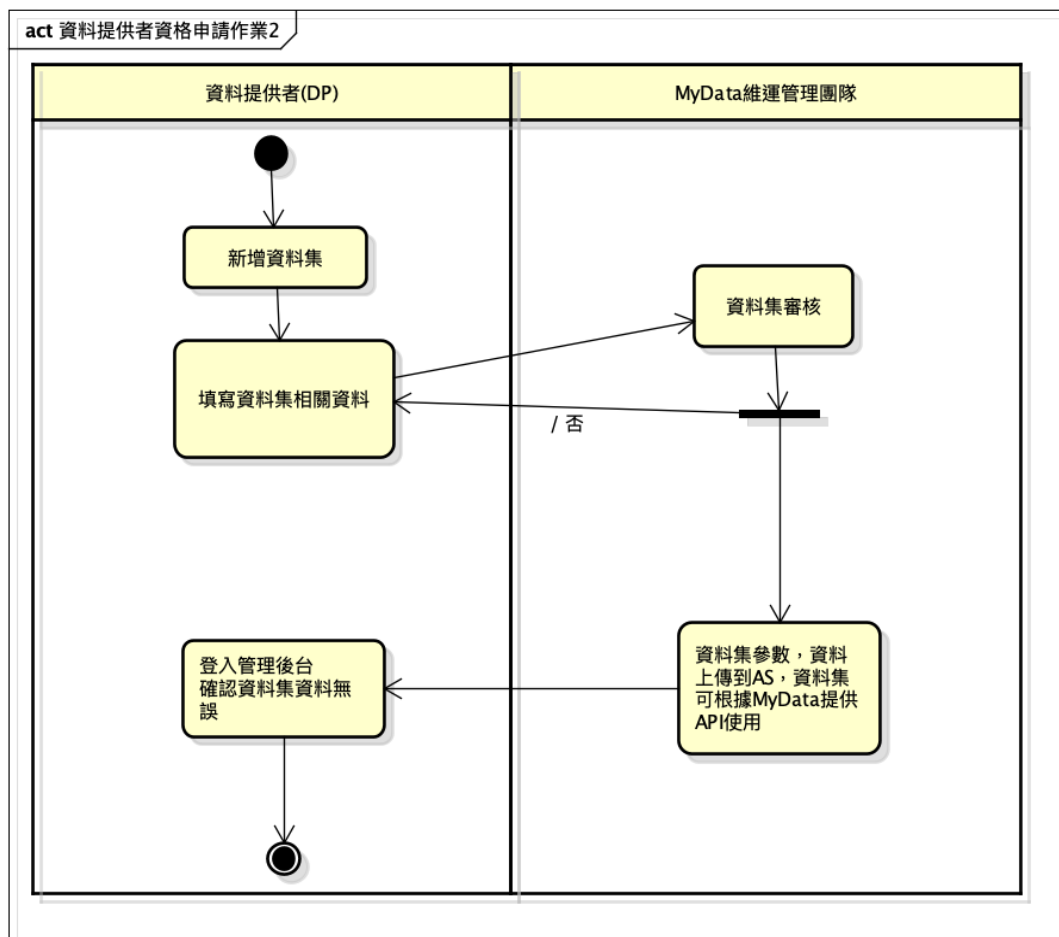 act 資料提供者資格申請作業2
資料提供者(DP)
MyData維運管理團隊
新增資料集
資料集審核
填寫資料集相關資料
/ 否
登入管理後台
確認資料集資料無
誤
資料集參數，資料
上傳到AS，資料集
可根據MyData提供
API使用